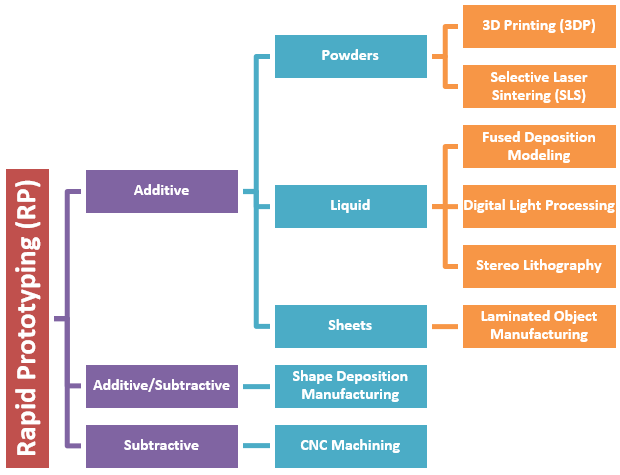 Rapid Prototyping (RP)
Additive
Powders
3D Printing (3DP)
Selective Laser
Sintering (SLS)
Liquid
Fused Deposition
Modeling
Digital Light Processing
Stereo Lithography
Sheets
Laminated Object
Manufacturing
Additive/Subtractive
Shape Deposition
Manufacturing
Subtractive
CNC Machining